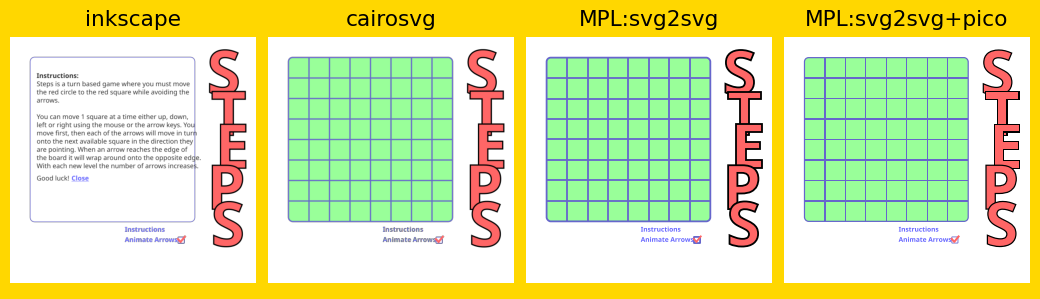 inkscape
cairosvg
MPL:svg2svg
MPL:svg2svg+pico
Instructions:
Steps is a turn based game where you must move
the red circle to the red square while avoiding the
arrows.
You can move 1 square at a time either up, down,
left or right using the mouse or the arrow keys. You
move first, then each of the arrows will move in turn
onto the next available square in the direction they
are pointing. When an arrow reaches the edge of
the board it will wrap around onto the opposite edge.
With each new level the number of arrows increases.
Good luck! Close
STEPS
Instructions
Animate Arrows
STEPS
Instructions
Animate Arrows
STEPS
Instructions
Animate Arrows
STEPS
Instructions
Animate Arrows